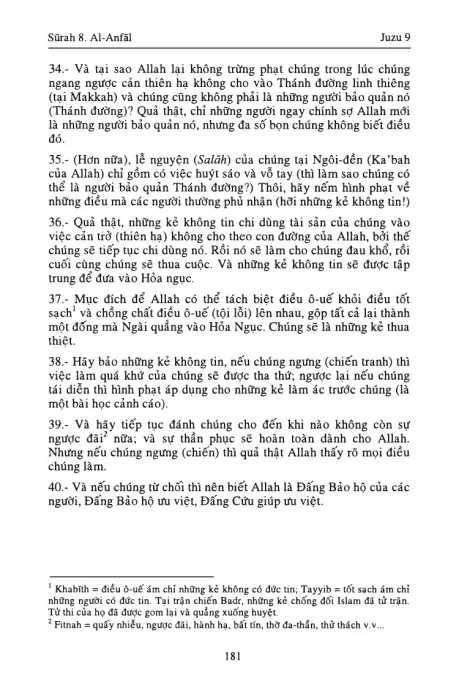 Sūrah 8. Al-Anfāl Juzu 9
34.- Và tại sao Allah lại không trừng phạt chúng trong lúc chúng
ngang ngược cản thiên hạ không cho vào Thánh đường linh thiêng
(tại Makkah) và chúng cũng không phải là những người bảo quản nó
(Thánh đường)? Quả thật, chỉ những người ngay chính sợ Allah mới
là những người bảo quản nó, nhưng đa số bọn chúng không biết điều
đó.
35.- (Hơn nữa), lễ nguyện (Salāh) của chúng tại Ngôi-đền (Ka'bah
của Allah) chỉ gồm có việc huýt sáo và vỗ tay (thì làm sao chúng có
thể là người bảo quản Thánh đường?) Thôi, hãy nếm hình phạt về
những điều mà các người thường phủ nhận (hỡi những kẻ không tin!)
36.- Quả thật, những kẻ không tin chi dùng tài sản của chúng vào
việc cản trở (thiên hạ) không cho theo con đường của Allah, bởi thế
chúng sẽ tiếp tục chi dùng nó. Rồi nó sẽ làm cho chúng đau khổ, rồi
cuối cùng chúng sẽ thua cuộc. Và những kẻ không tin sẽ được tập
trung để đưa vào Hỏa ngục.
37.- Mục đích để Allah có thể tách biệt điều ô-uế khỏi điều tốt
sạch¹ và chồng chất điều ô-uế (tội lỗi) lên nhau, gộp tất cả lại thành
một đống mà Ngài quẳng vào Hỏa Ngục. Chúng sẽ là những kẻ thua
thiệt.
38.- Hãy bảo những kẻ không tin, nếu chúng ngưng (chiến tranh) thì
việc làm quá khứ của chúng sẽ được tha thứ; ngược lại nếu chúng
tái diễn thì hình phạt áp dụng cho những kẻ làm ác trước chúng (là
một bài học cảnh cáo).
39.- Và hãy tiếp tục đánh chúng cho đến khi nào không còn sự
ngược đãi² nữa; và sự thần phục sẽ hoàn toàn dành cho Allah.
Nhưng nếu chúng ngưng (chiến) thì quả thật Allah thấy rõ mọi điều
chúng làm.
40.- Và nếu chúng từ chối thì nên biết Allah là Đấng Bảo hộ của các
người, Đấng Bảo hộ ưu việt, Đấng Cứu giúp ưu việt.
¹ Khabīth = điều ô-uế ám chỉ những kẻ không có đức tin; Tayyib = tốt sạch ám chỉ
những người có đức tin. Tại trận chiến Badr, những kẻ chống đối Islam đã tử trận.
Tử thi của họ đã được gom lại và quẳng xuống huyệt.
² Fitnah = quấy nhiễu, ngược đãi, hành hạ, bất tín, thờ đa-thần, thử thách v.v...
181